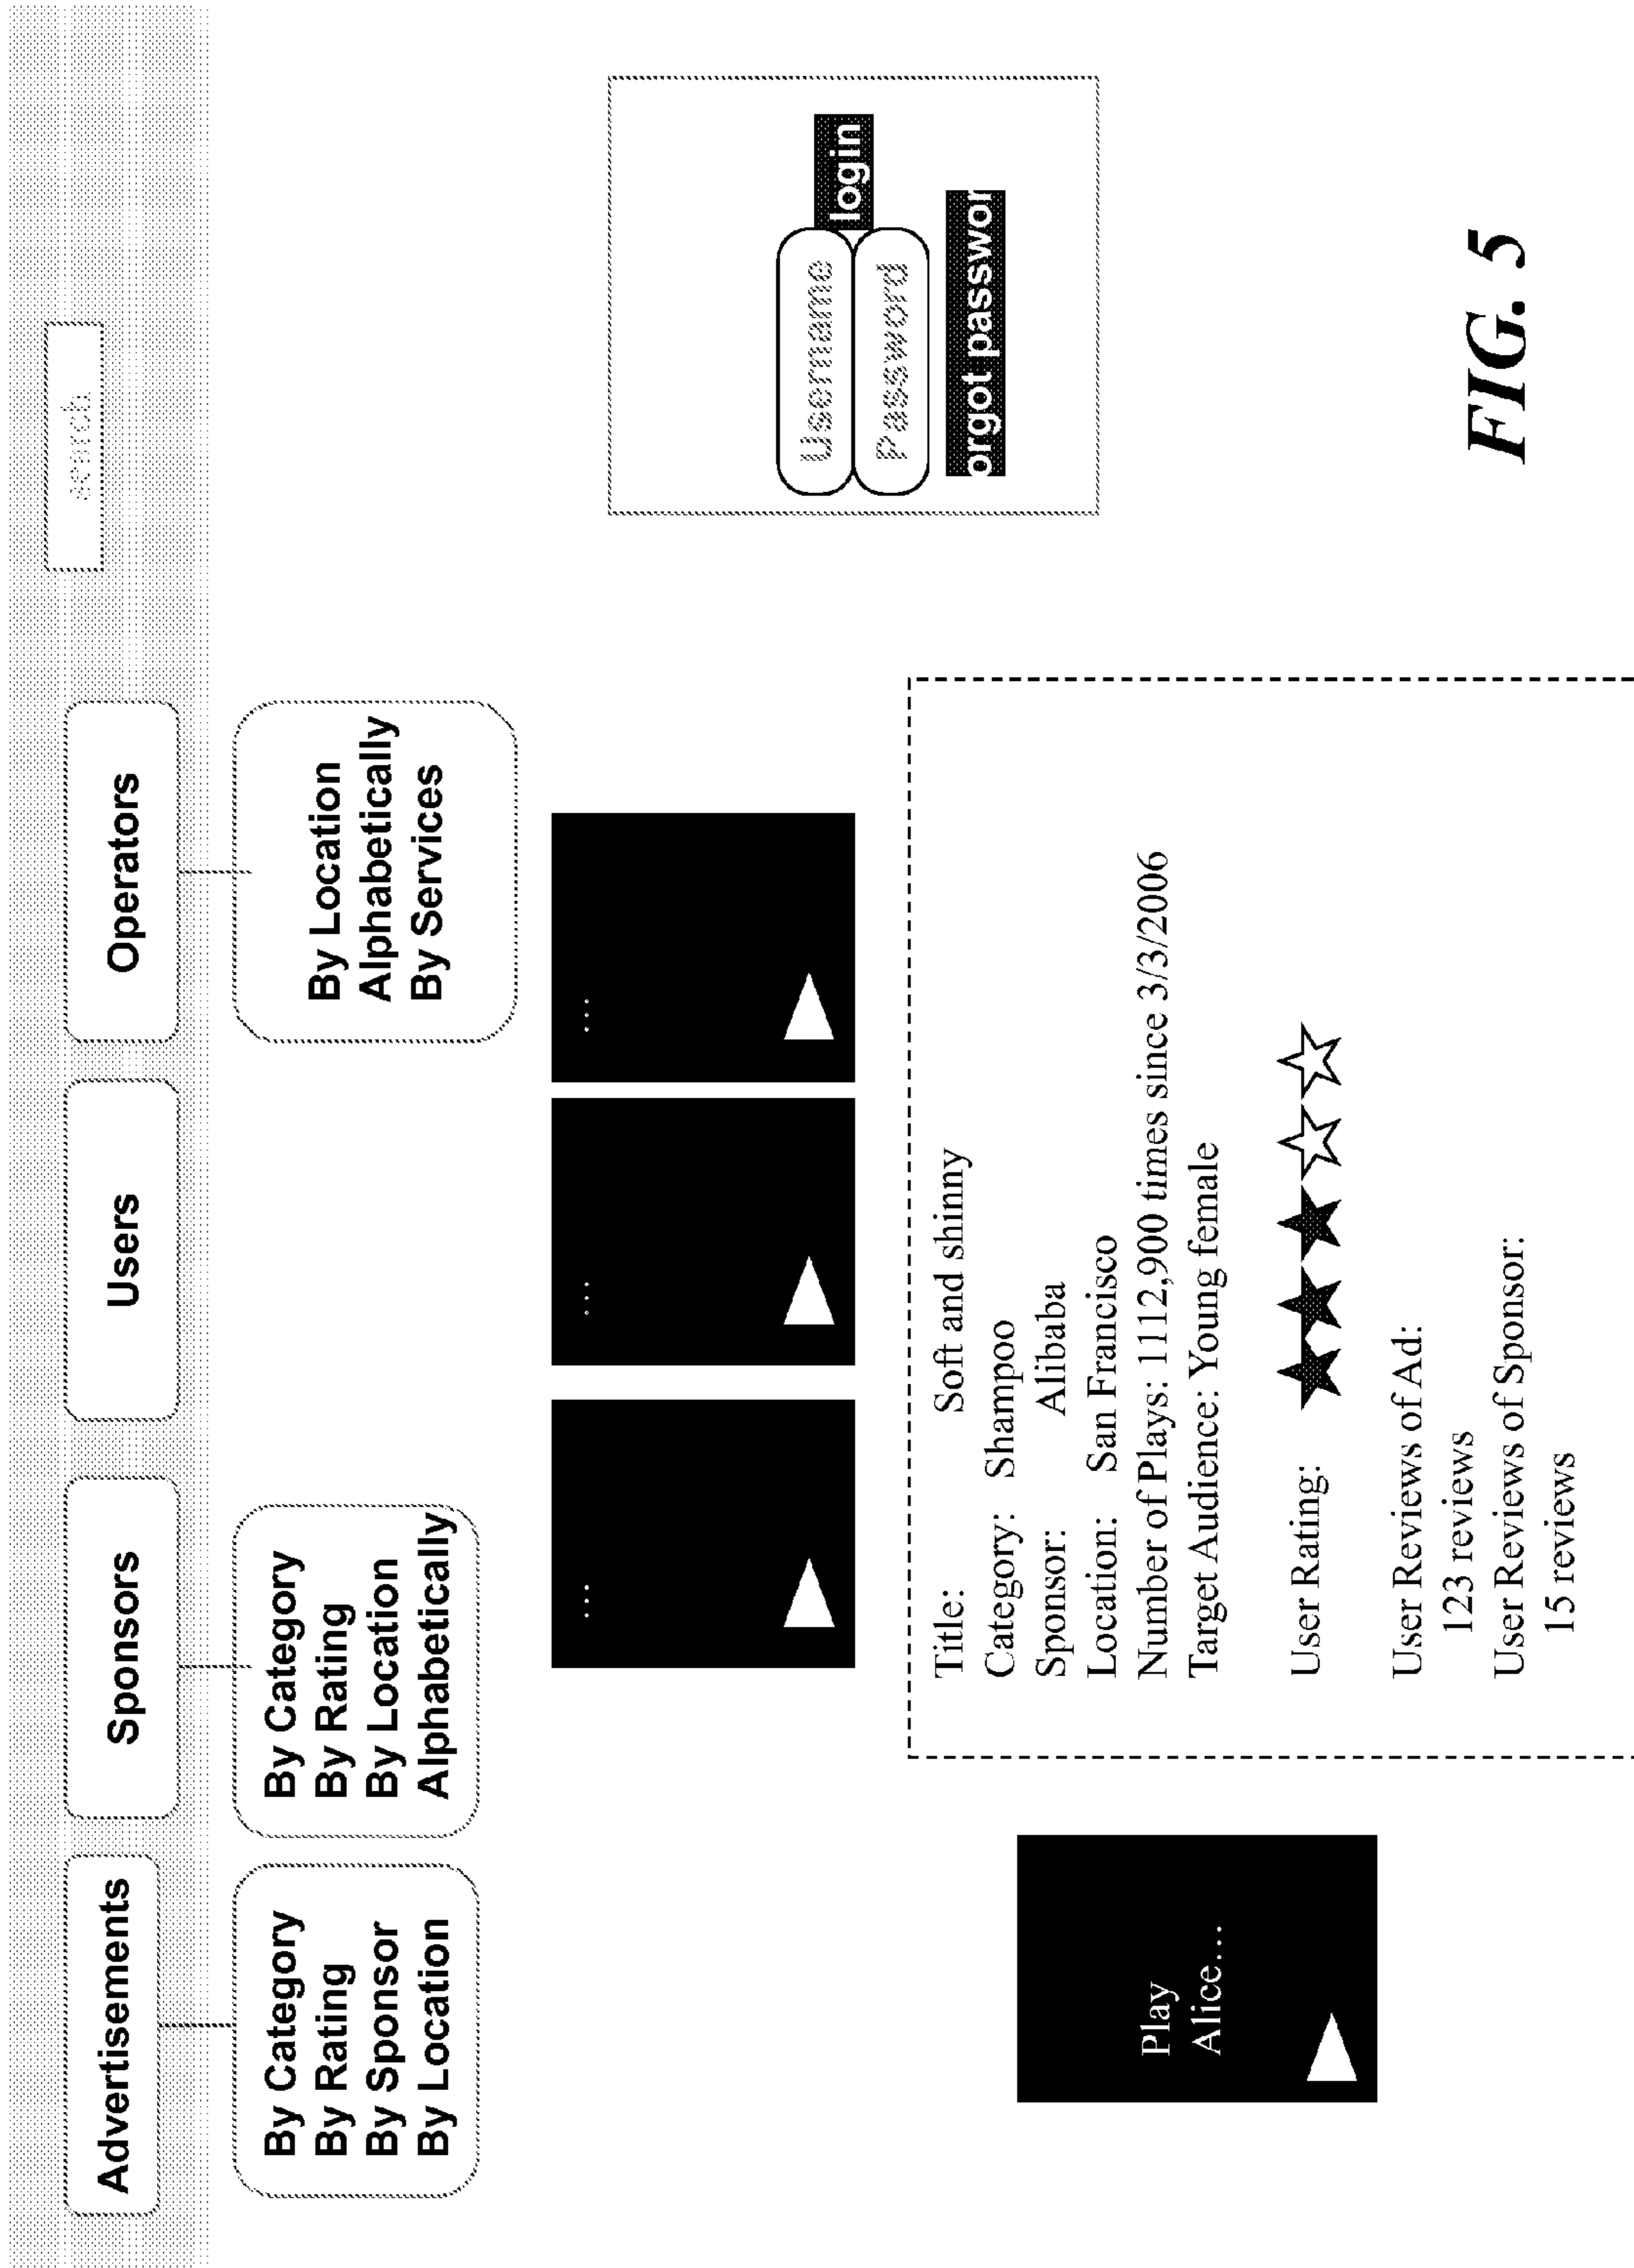 search
Advertisements
Sponsors
Users
Operators
By Category
By Rating
By Sponsor
By Location
By Category
By Rating
By Location
Alphabetically
By Location
Alphabetically
By Services
...
...
...
Username
login
Password
orgot passwor
Play
Alice...
Title: Soft and shinny
Category: Shampoo
Sponsor: Alibaba
Location: San Francisco
Number of Plays: 1112,900 times since 3/3/2006
Target Audience: Young female
User Rating:
User Reviews of Ad:
123 reviews
User Reviews of Sponsor:
15 reviews
FIG. 5